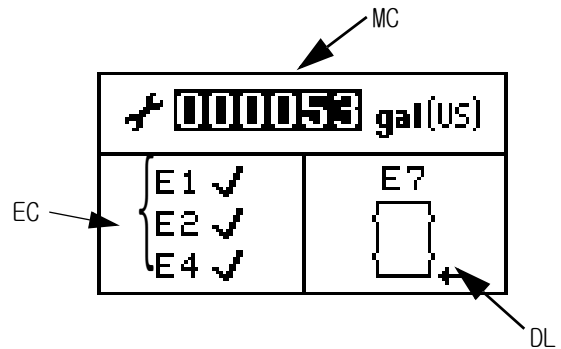 MC
000053 gal(US)
E1 ✓
E2 ✓
E4 ✓
E7
EC
DL